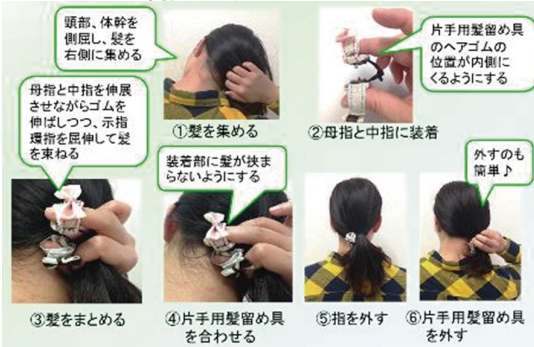 頭部、体幹を
側屈し、髪を
右側に集める
①髪を集める
片手用髪留め具
のヘアゴムの
位置が内側に
くるようにする
②母指と中指に装着
母指と中指を伸展
させながらゴムを
伸ばしつつ、示指
環指を屈伸して髪
を束ねる
③髪をまとめる
装着部に髪が挟ま
らないようにする
④片手用髪留め具
を合わせる
⑤指を外す
外すのも
簡単♪
⑥片手用髪留め具
を外す